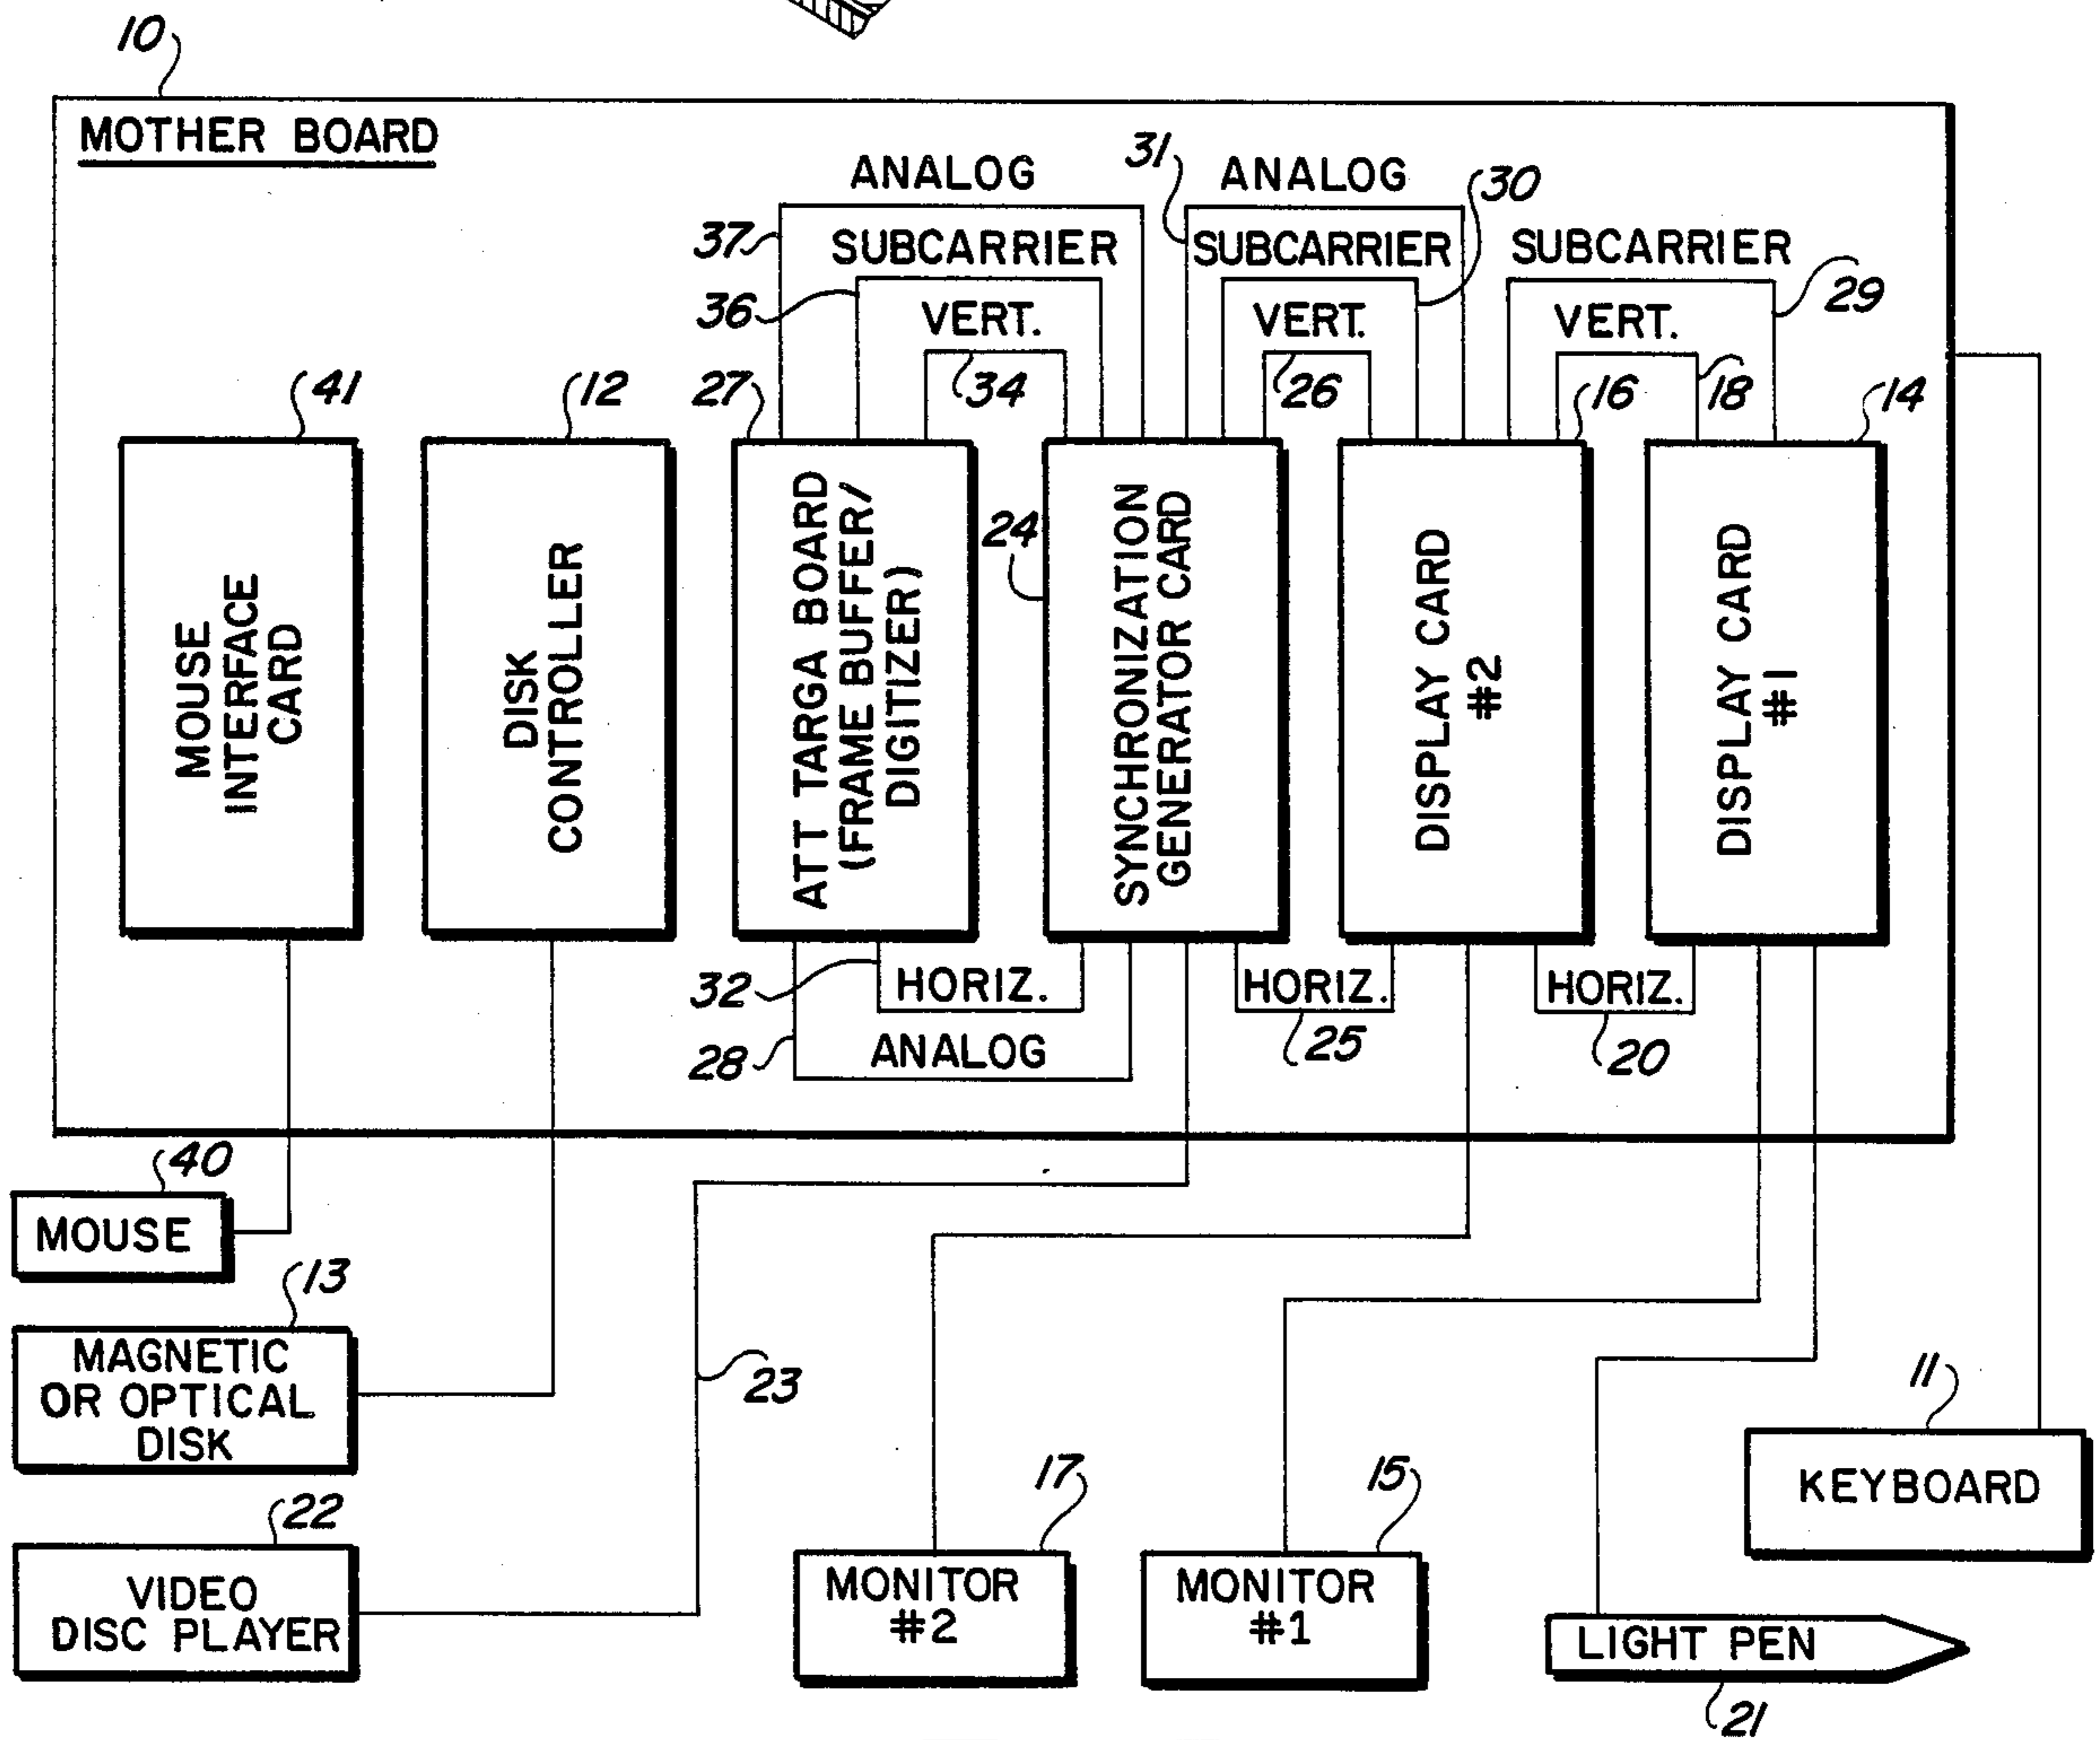 10
MOTHER BOARD
ANALOG
31
ANALOG
30
37
SUBCARRIER
SUBCARRIER
SUBCARRIER
29
36
VERT.
VERT.
VERT.
41
12
27
34
26
16
18
14
MOUSE
INTERFACE
CARD
DISK
CONTROLLER
ATT TARGA BOARD
(FRAME BUFFER/
DIGITIZER)
24
SYNCHRONIZATION
GENERATOR CARD
DISPLAY CARD
#2
DISPLAY CARD
#1
32
HORIZ.
HORIZ.
HORIZ.
28
ANALOG
25
20
40
MOUSE
13
MAGNETIC
OR OPTICAL
DISK
23
11
KEYBOARD
22
VIDEO
DISC PLAYER
17
MONITOR
#2
15
MONITOR
#1
LIGHT PEN
21